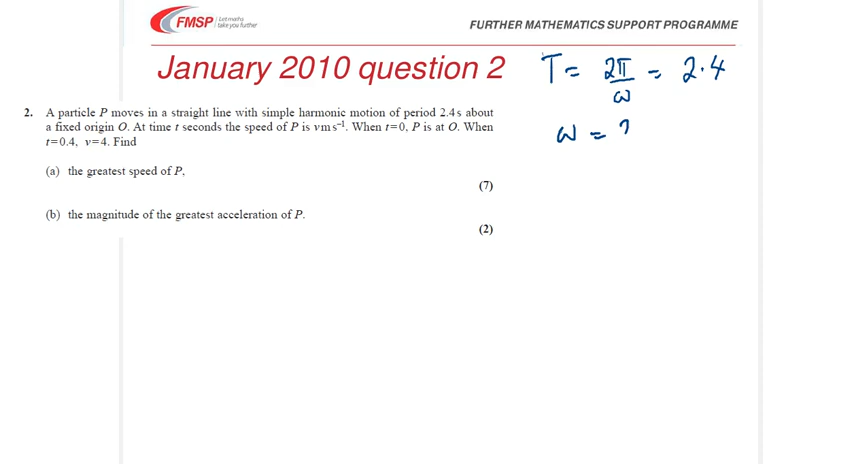 FMSP Let maths take you further
FURTHER MATHEMATICS SUPPORT PROGRAMME
January 2010 question 2
T = 2π/ω = 2.4
ω = ?
2. A particle P moves in a straight line with simple harmonic motion of period 2.4 s about
a fixed origin O. At time t seconds the speed of P is v m s⁻¹. When t=0, P is at O. When
t=0.4, v=4. Find
(a) the greatest speed of P,
(7)
(b) the magnitude of the greatest acceleration of P.
(2)